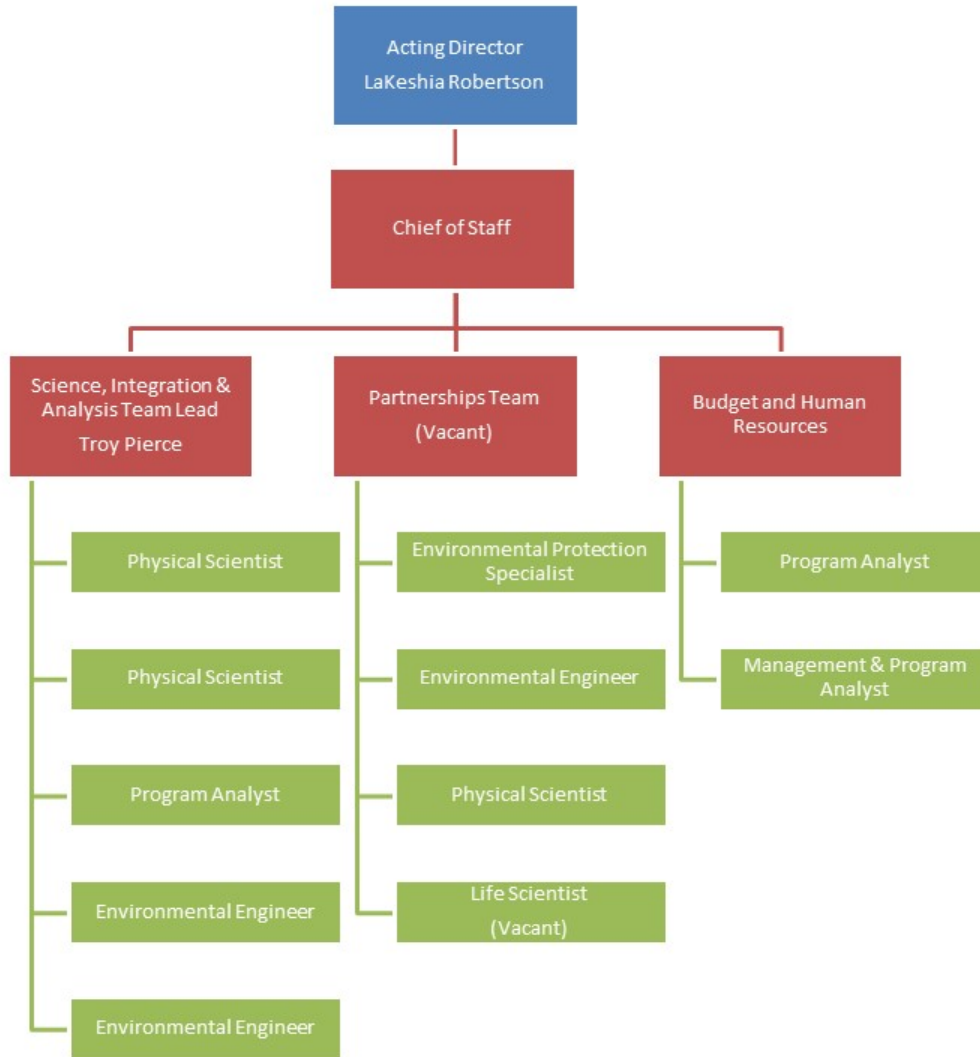 Acting Director
LaKeshia Robertson
Chief of Staff
Science, Integration &
Analysis Team Lead
Troy Pierce
Partnerships Team
(Vacant)
Budget and Human
Resources
Physical Scientist
Physical Scientist
Program Analyst
Environmental Engineer
Environmental Engineer
Environmental Protection
Specialist
Environmental Engineer
Physical Scientist
Life Scientist
(Vacant)
Program Analyst
Management & Program
Analyst